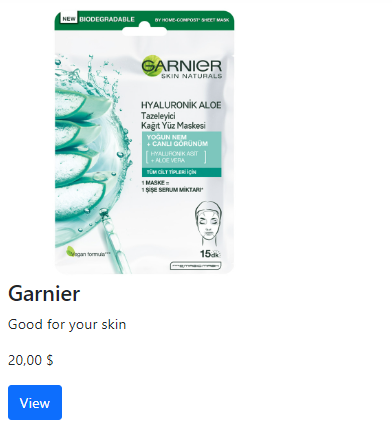 NEW BIODEGRADABLE
BY HOME-COMPOST* SHEET MASK
GARNIER
SKIN NATURALS
HYALURONİK ALOE
Tazeleyici
Kağıt Yüz Maskesi
YOĞUN NEM
+ CANLI GÖRÜNÜM
HYALURONİK ASİT
+ ALOE VERA
TÜM CİLT TİPLERİ İÇİN
1 MASKE =
1 ŞİŞE SERUM MİKTARI*
Vegan formula***
15dk
Garnier
Good for your skin
20,00 $
View